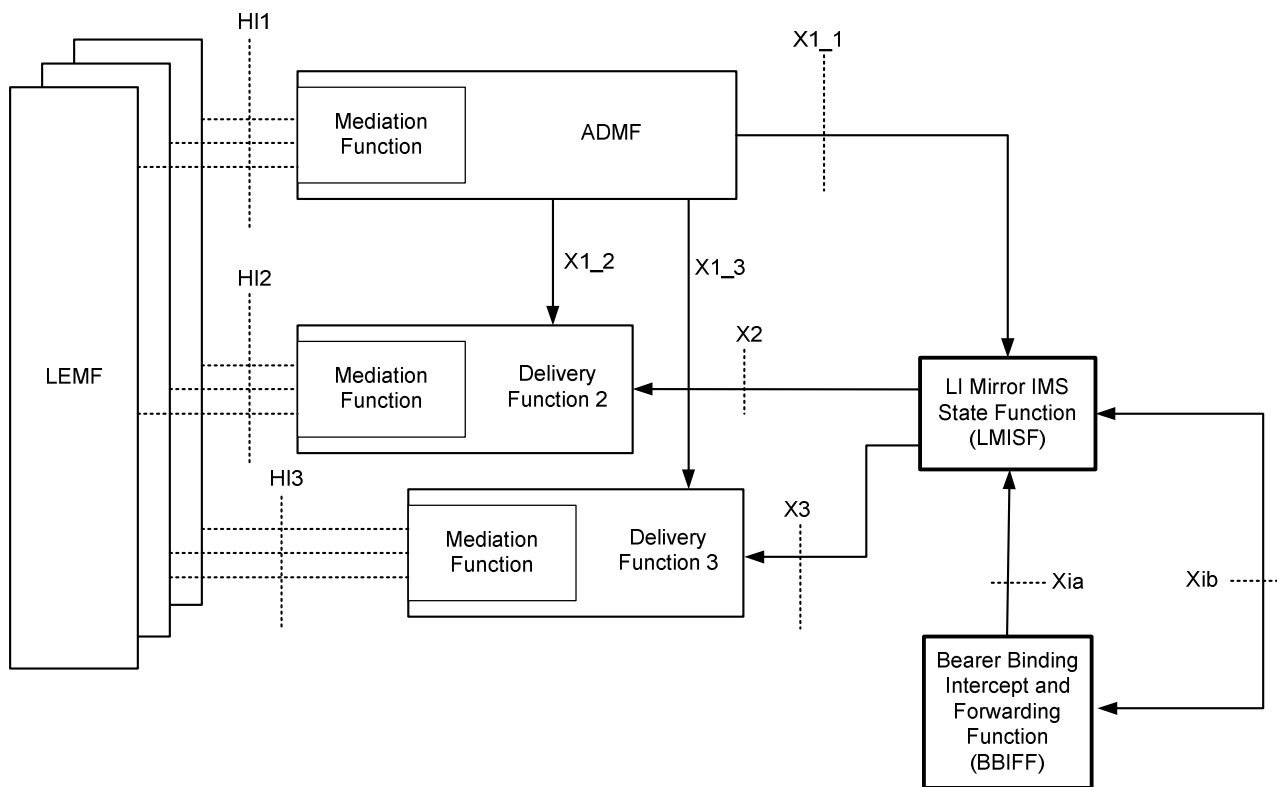 HI1
X1_1
Mediation
Function
ADMF
X1_2
X1_3
HI2
X2
LEMF
Mediation
Function
Delivery
Function 2
LI Mirror IMS
State Function
(LMISF)
HI3
X3
Mediation
Function
Delivery
Function 3
Xia
Xib
Bearer Binding
Intercept and
Forwarding
Function
(BBIFF)